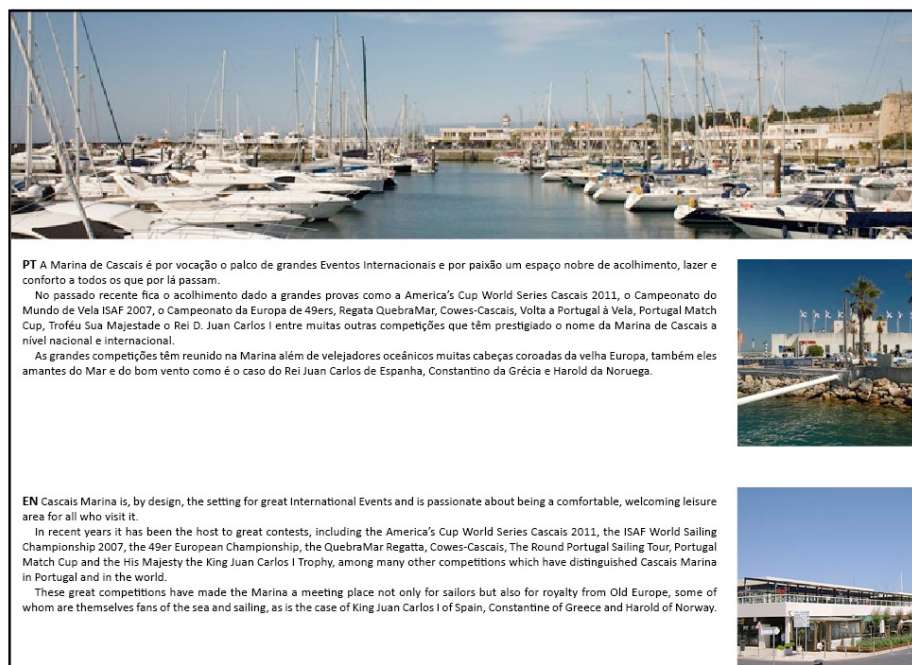 PT A Marina de Cascais é por vocação o palco de grandes Eventos Internacionais e por paixão um espaço nobre de acolhimento, lazer e
conforto a todos os que por lá passam.
No passado recente fica o acolhimento dado a grandes provas como a America's Cup World Series Cascais 2011, o Campeonato do
Mundo de Vela ISAF 2007, o Campeonato da Europa de 49ers, Regata QuebraMar, Cowes-Cascais, Volta a Portugal à Vela, Portugal Match
Cup, Troféu Sua Majestade o Rei D. Juan Carlos I entre muitas outras competições que têm prestigiado o nome da Marina de Cascais a
nível nacional e internacional.
As grandes competições têm reunido na Marina além de velejadores oceânicos muitas cabeças coroadas da velha Europa, também eles
amantes do Mar e do bom vento como é o caso do Rei Juan Carlos de Espanha, Constantino da Grécia e Harold da Noruega.
EN Cascais Marina is, by design, the setting for great International Events and is passionate about being a comfortable, welcoming leisure
area for all who visit it.
In recent years it has been the host to great contests, including the America's Cup World Series Cascais 2011, the ISAF World Sailing
Championship 2007, the 49er European Championship, the QuebraMar Regatta, Cowes-Cascais, The Round Portugal Sailing Tour, Portugal
Match Cup and the His Majesty the King Juan Carlos I Trophy, among many other competitions which have distinguished Cascais Marina
in Portugal and in the world.
These great competitions have made the Marina a meeting place not only for sailors but also for royalty from Old Europe, some of
whom are themselves fans of the sea and sailing, as is the case of King Juan Carlos I of Spain, Constantine of Greece and Harold of Norway.